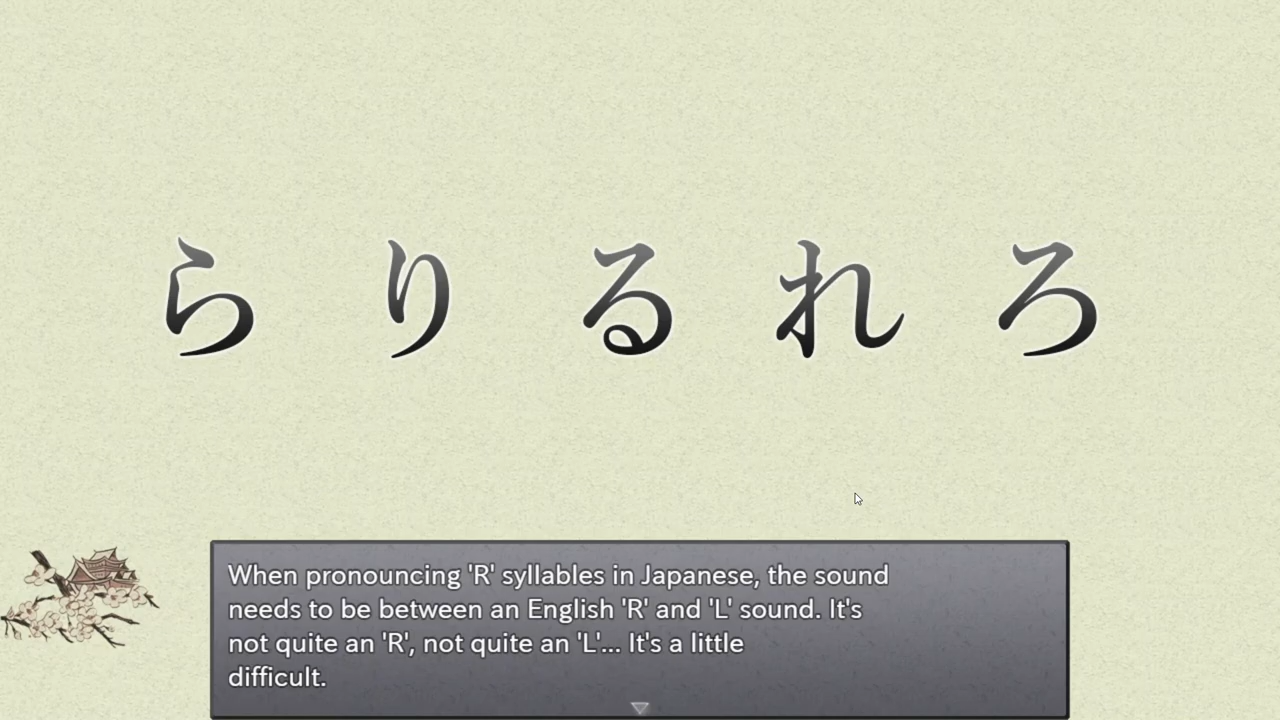 ら り る れ ろ
When pronouncing 'R' syllables in Japanese, the sound
needs to be between an English 'R' and 'L' sound. It's
not quite an 'R', not quite an 'L'... It's a little
difficult.